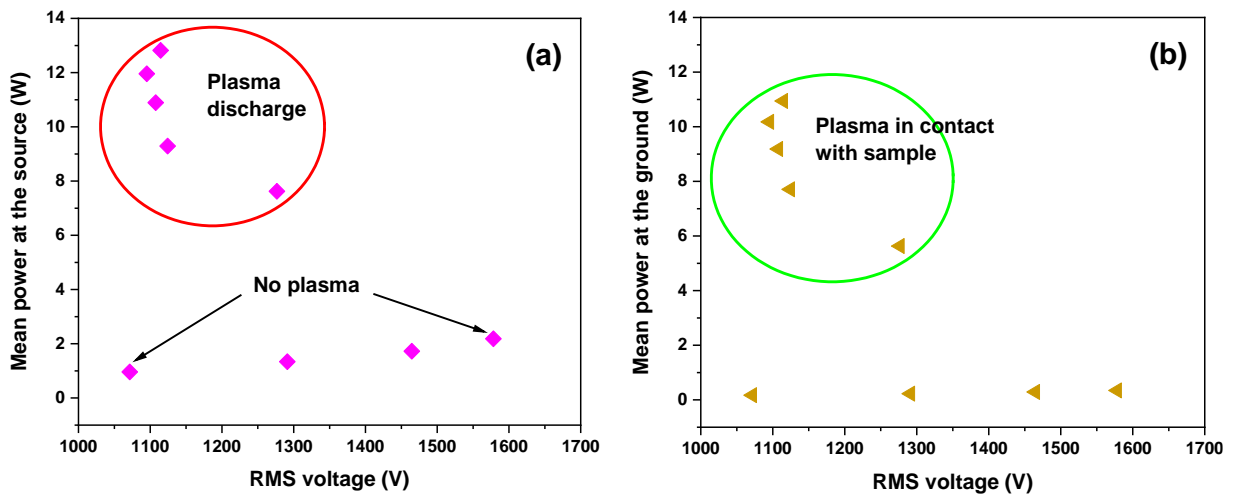 (a)
Mean power at the source (W)
14
12
10
8
6
4
2
0
Plasma
discharge
No plasma
1000 1100 1200 1300 1400 1500 1600 1700
RMS voltage (V)
(b)
Mean power at the ground (W)
14
12
10
8
6
4
2
0
Plasma in contact
with sample
1000 1100 1200 1300 1400 1500 1600 1700
RMS voltage (V)